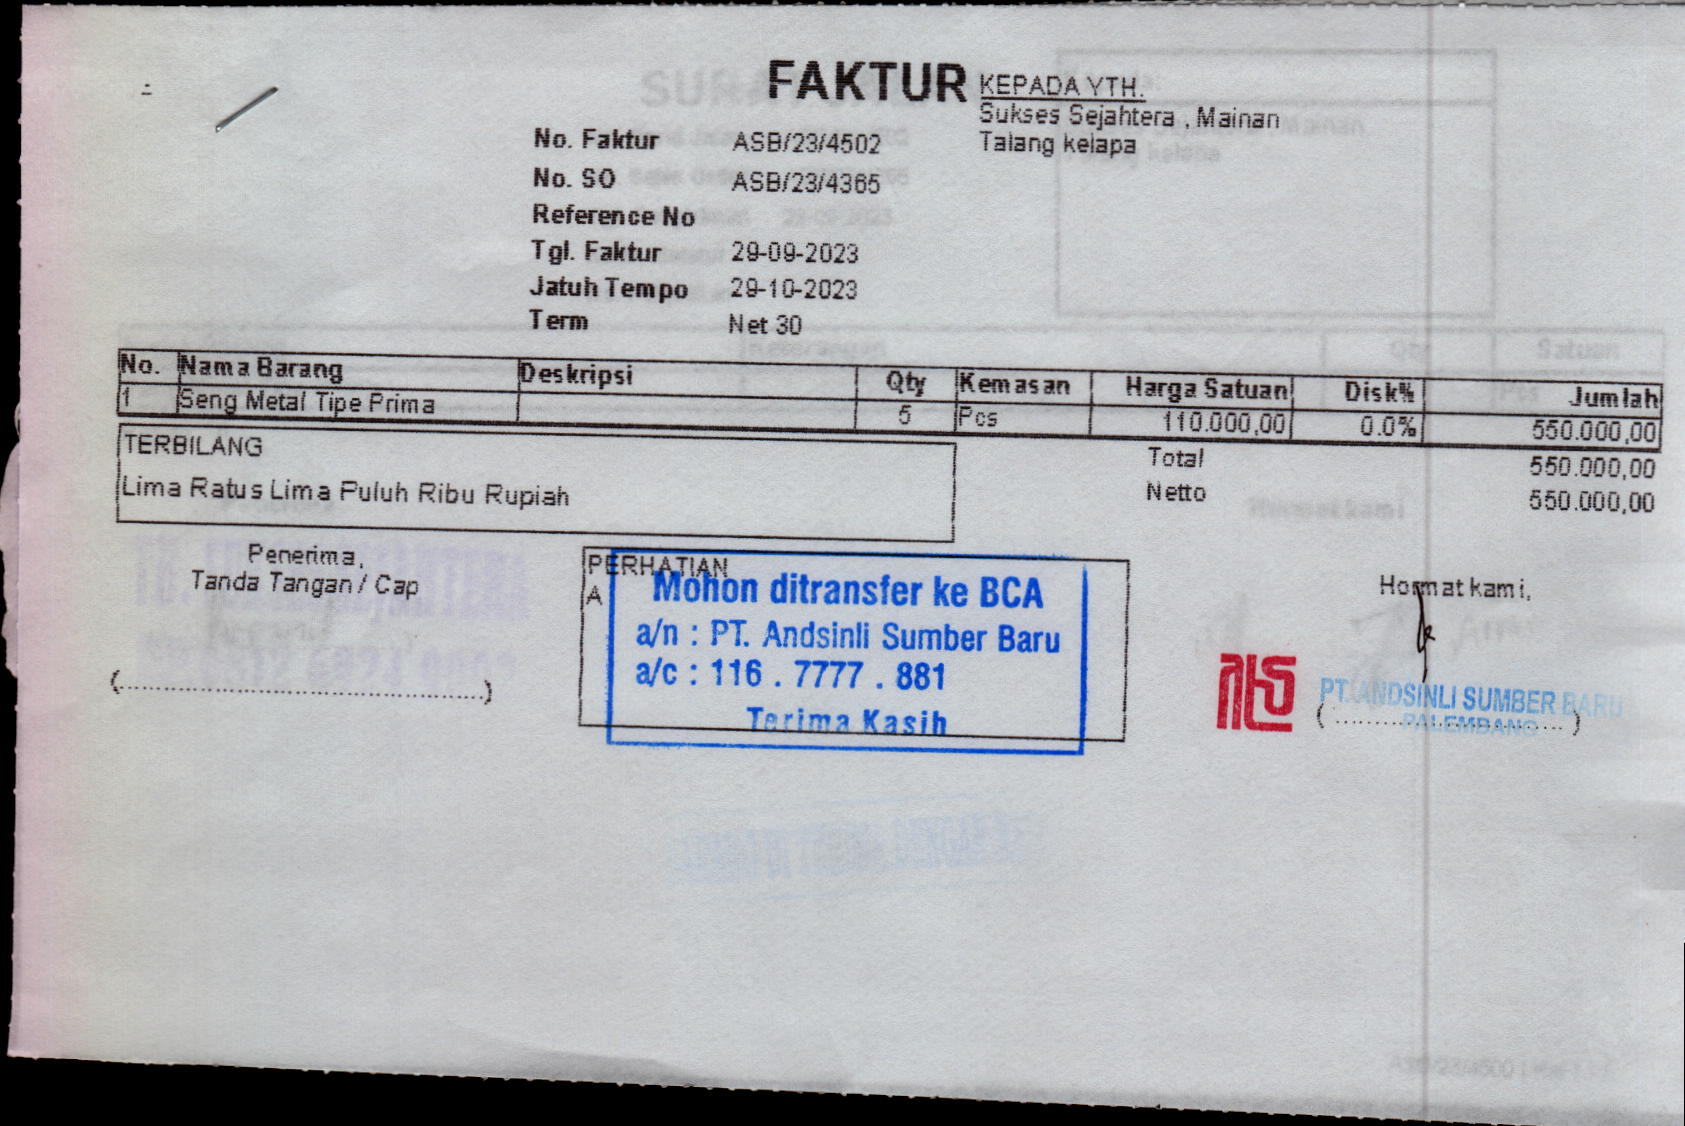 FAKTUR
KEPADA YTH.
Sukses Sejahtera , Mainan
Talang kelapa
No. Faktur ASB/23/4502
No. SO ASB/23/4365
Reference No
Tgl. Faktur 29-09-2023
Jatuh Tempo 29-10-2023
Term Net 30
No. Nama Barang Deskripsi Qty Kemasan Harga Satuan Disk% Jumlah
1 Seng Metal Tipe Prima 5 Pcs 110.000,00 0.0% 550.000,00
TERBILANG
Lima Ratus Lima Puluh Ribu Rupiah
Total 550.000,00
Netto 550.000,00
Penerima,
Tanda Tangan / Cap
(........................................)
PERHATIAN
A
Mohon ditransfer ke BCA
a/n : PT. Andsinli Sumber Baru
a/c : 116 . 7777 . 881
Terima Kasih
Hormat kami,
PT. ANDSINLI SUMBER BARU
PALEMBANG
(............................)